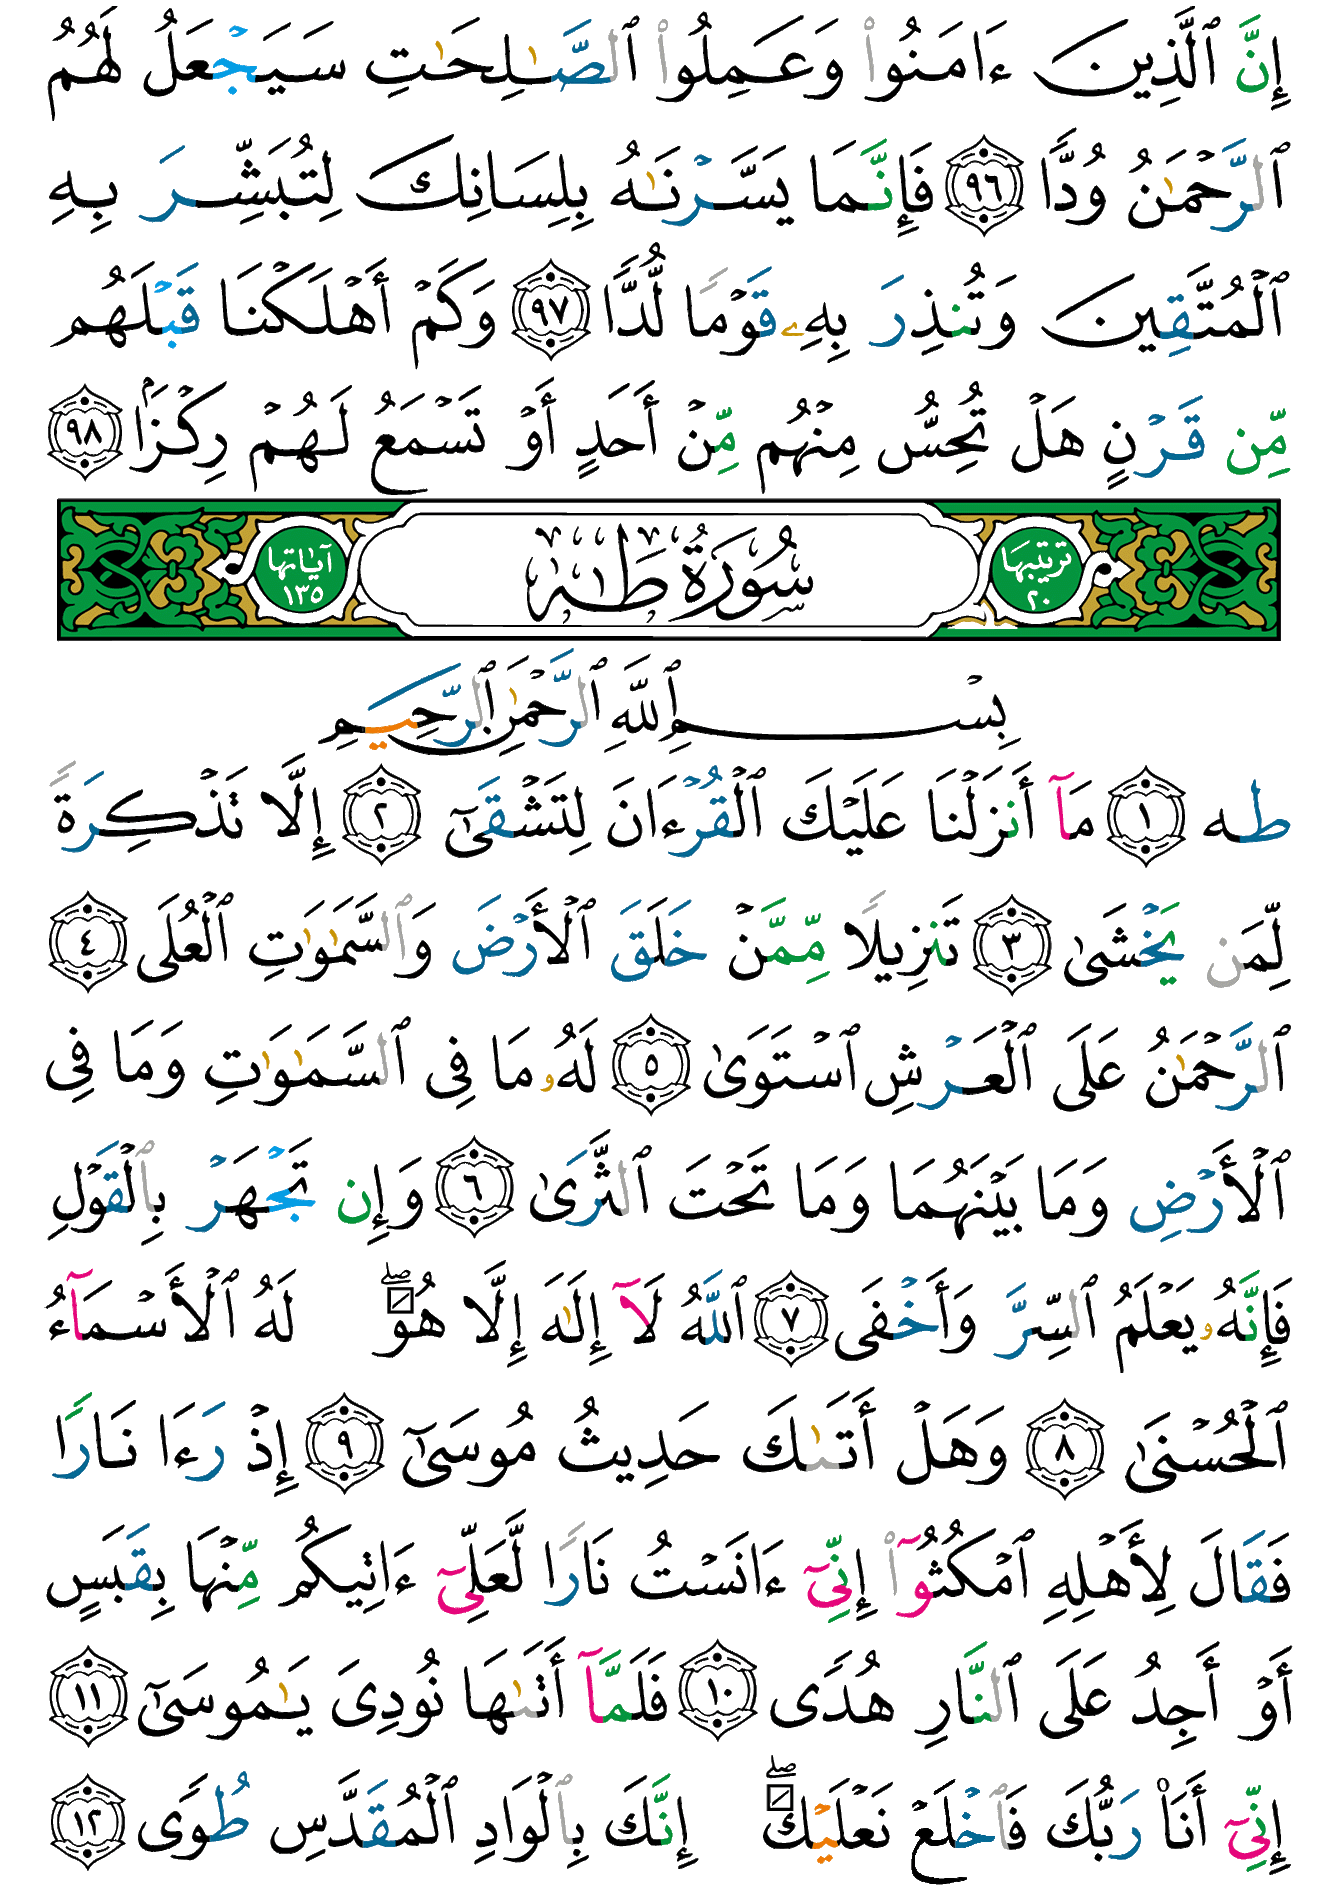 إِنَّ ٱلَّذِينَ ءَامَنُوا۟ وَعَمِلُوا۟ ٱلصَّـٰلِحَـٰتِ سَيَجْعَلُ لَهُمُ
ٱلرَّحْمَـٰنُ وُدًّا ٩٦ فَإِنَّمَا يَسَّرْنَـٰهُ بِلِسَانِكَ لِتُبَشِّرَ بِهِ
ٱلْمُتَّقِينَ وَتُنذِرَ بِهِۦ قَوْمًا لُّدًّا ٩٧ وَكَمْ أَهْلَكْنَا قَبْلَهُم
مِّن قَرْنٍ هَلْ تُحِسُّ مِنْهُم مِّنْ أَحَدٍ أَوْ تَسْمَعُ لَهُمْ رِكْزًۢا ٩٨
ترتيبها ٢٠ سُورَةُ طَـٰهٰ آياتها ١٣٥
بِسْمِ ٱللَّهِ ٱلرَّحْمَـٰنِ ٱلرَّحِيمِ
طه ١ مَآ أَنزَلْنَا عَلَيْكَ ٱلْقُرْءَانَ لِتَشْقَىٰٓ ٢ إِلَّا تَذْكِرَةً
لِّمَن يَخْشَىٰ ٣ تَنزِيلًا مِّمَّنْ خَلَقَ ٱلْأَرْضَ وَٱلسَّمَـٰوَٰتِ ٱلْعُلَى ٤
ٱلرَّحْمَـٰنُ عَلَى ٱلْعَرْشِ ٱسْتَوَىٰ ٥ لَهُۥ مَا فِى ٱلسَّمَـٰوَٰتِ وَمَا فِى
ٱلْأَرْضِ وَمَا بَيْنَهُمَا وَمَا تَحْتَ ٱلثَّرَىٰ ٦ وَإِن تَجْهَرْ بِٱلْقَوْلِ
فَإِنَّهُۥ يَعْلَمُ ٱلسِّرَّ وَأَخْفَى ٧ ٱللَّهُ لَآ إِلَـٰهَ إِلَّا هُوَ ۖ لَهُ ٱلْأَسْمَآءُ
ٱلْحُسْنَىٰ ٨ وَهَلْ أَتَىٰكَ حَدِيثُ مُوسَىٰٓ ٩ إِذْ رَءَا نَارًا
فَقَالَ لِأَهْلِهِ ٱمْكُثُوٓا۟ إِنِّىٓ ءَانَسْتُ نَارًا لَّعَلِّىٓ ءَاتِيكُم مِّنْهَا بِقَبَسٍ
أَوْ أَجِدُ عَلَى ٱلنَّارِ هُدًى ١٠ فَلَمَّآ أَتَىٰهَا نُودِىَ يَـٰمُوسَىٰٓ ١١
إِنِّىٓ أَنَا۠ رَبُّكَ فَٱخْلَعْ نَعْلَيْكَ ۖ إِنَّكَ بِٱلْوَادِ ٱلْمُقَدَّسِ طُوًى ١٢